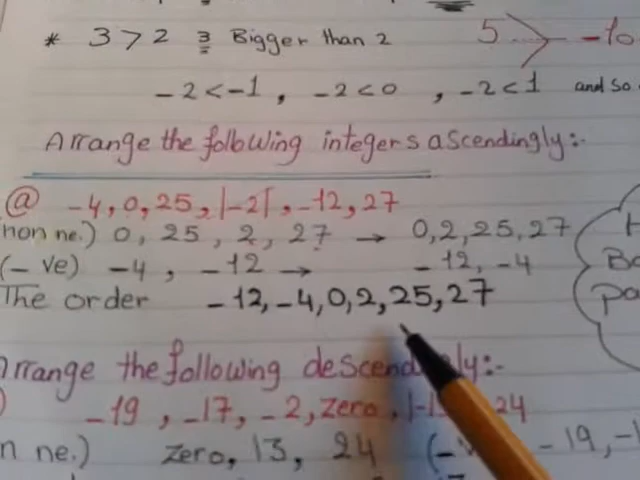 * 3 > 2 3 Bigger than 2 5 > -10
-2 < -1 , -2 < 0 , -2 < 1 and so
Arrange the following integers ascendingly:-
@ -4, 0, 25, |-2|, -12, 27
(non ne.) 0, 25, 2, 27 → 0, 2, 25, 27
(-ve) -4, -12 → -12, -4
The order -12, -4, 0, 2, 25, 27
Arrange the following descendingly:-
-19, -17, -2, zero, 24
n ne.) zero, 13, 24 -19,